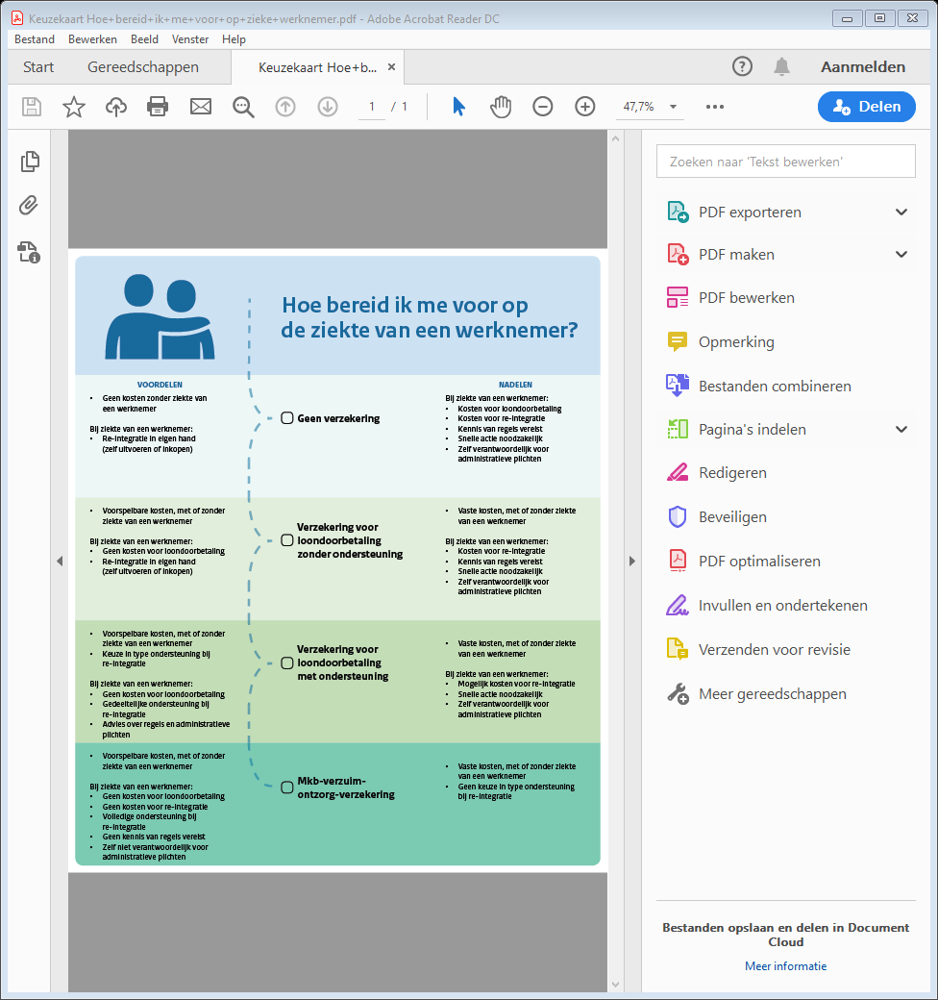 Keuzekaart Hoe+bereid+ik+me+voor+op+zieke+werknemer.pdf - Adobe Acrobat Reader DC
Bestand Bewerken Beeld Venster Help
Start Gereedschappen Keuzekaart Hoe+b... × Aanmelden
1 / 1 47,7% Delen
Hoe bereid ik me voor op
de ziekte van een werknemer?
VOORDELEN
• Geen kosten zonder ziekte van
een werknemer
Bij ziekte van een werknemer:
• Re-integratie in eigen hand
(zelf uitvoeren of inkopen)
Geen verzekering
NADELEN
Bij ziekte van een werknemer:
• Kosten voor loondoorbetaling
• Kosten voor re-integratie
• Kennis van regels vereist
• Snelle actie noodzakelijk
• Zelf verantwoordelijk voor
administratieve plichten
• Voorspelbare kosten, met of zonder
ziekte van een werknemer
Bij ziekte van een werknemer:
• Geen kosten voor loondoorbetaling
• Re-integratie in eigen hand
(zelf uitvoeren of inkopen)
Verzekering voor
loondoorbetaling
zonder ondersteuning
• Vaste kosten, met of zonder ziekte
van een werknemer
Bij ziekte van een werknemer:
• Kosten voor re-integratie
• Kennis van regels vereist
• Snelle actie noodzakelijk
• Zelf verantwoordelijk voor
administratieve plichten
• Voorspelbare kosten, met of zonder
ziekte van een werknemer
• Keuze in type ondersteuning bij
re-integratie
Bij ziekte van een werknemer:
• Geen kosten voor loondoorbetaling
• Gedeeltelijke ondersteuning bij
re-integratie
• Advies over regels en administratieve
plichten
Verzekering voor
loondoorbetaling
met ondersteuning
• Vaste kosten, met of zonder ziekte
van een werknemer
Bij ziekte van een werknemer:
• Mogelijk kosten voor re-integratie
• Snelle actie noodzakelijk
• Zelf verantwoordelijk voor
administratieve plichten
• Voorspelbare kosten, met of zonder
ziekte van een werknemer
Bij ziekte van een werknemer:
• Geen kosten voor loondoorbetaling
• Geen kosten voor re-integratie
• Volledige ondersteuning bij
re-integratie
• Geen kennis van regels vereist
• Zelf niet verantwoordelijk voor
administratieve plichten
Mkb-verzuim-
ontzorg-verzekering
• Vaste kosten, met of zonder ziekte
van een werknemer
• Geen keuze in type ondersteuning
bij re-integratie
Zoeken naar 'Tekst bewerken'
PDF exporteren
PDF maken
PDF bewerken
Opmerking
Bestanden combineren
Pagina's indelen
Redigeren
Beveiligen
PDF optimaliseren
Invullen en ondertekenen
Verzenden voor revisie
Meer gereedschappen
Bestanden opslaan en delen in Document
Cloud
Meer informatie